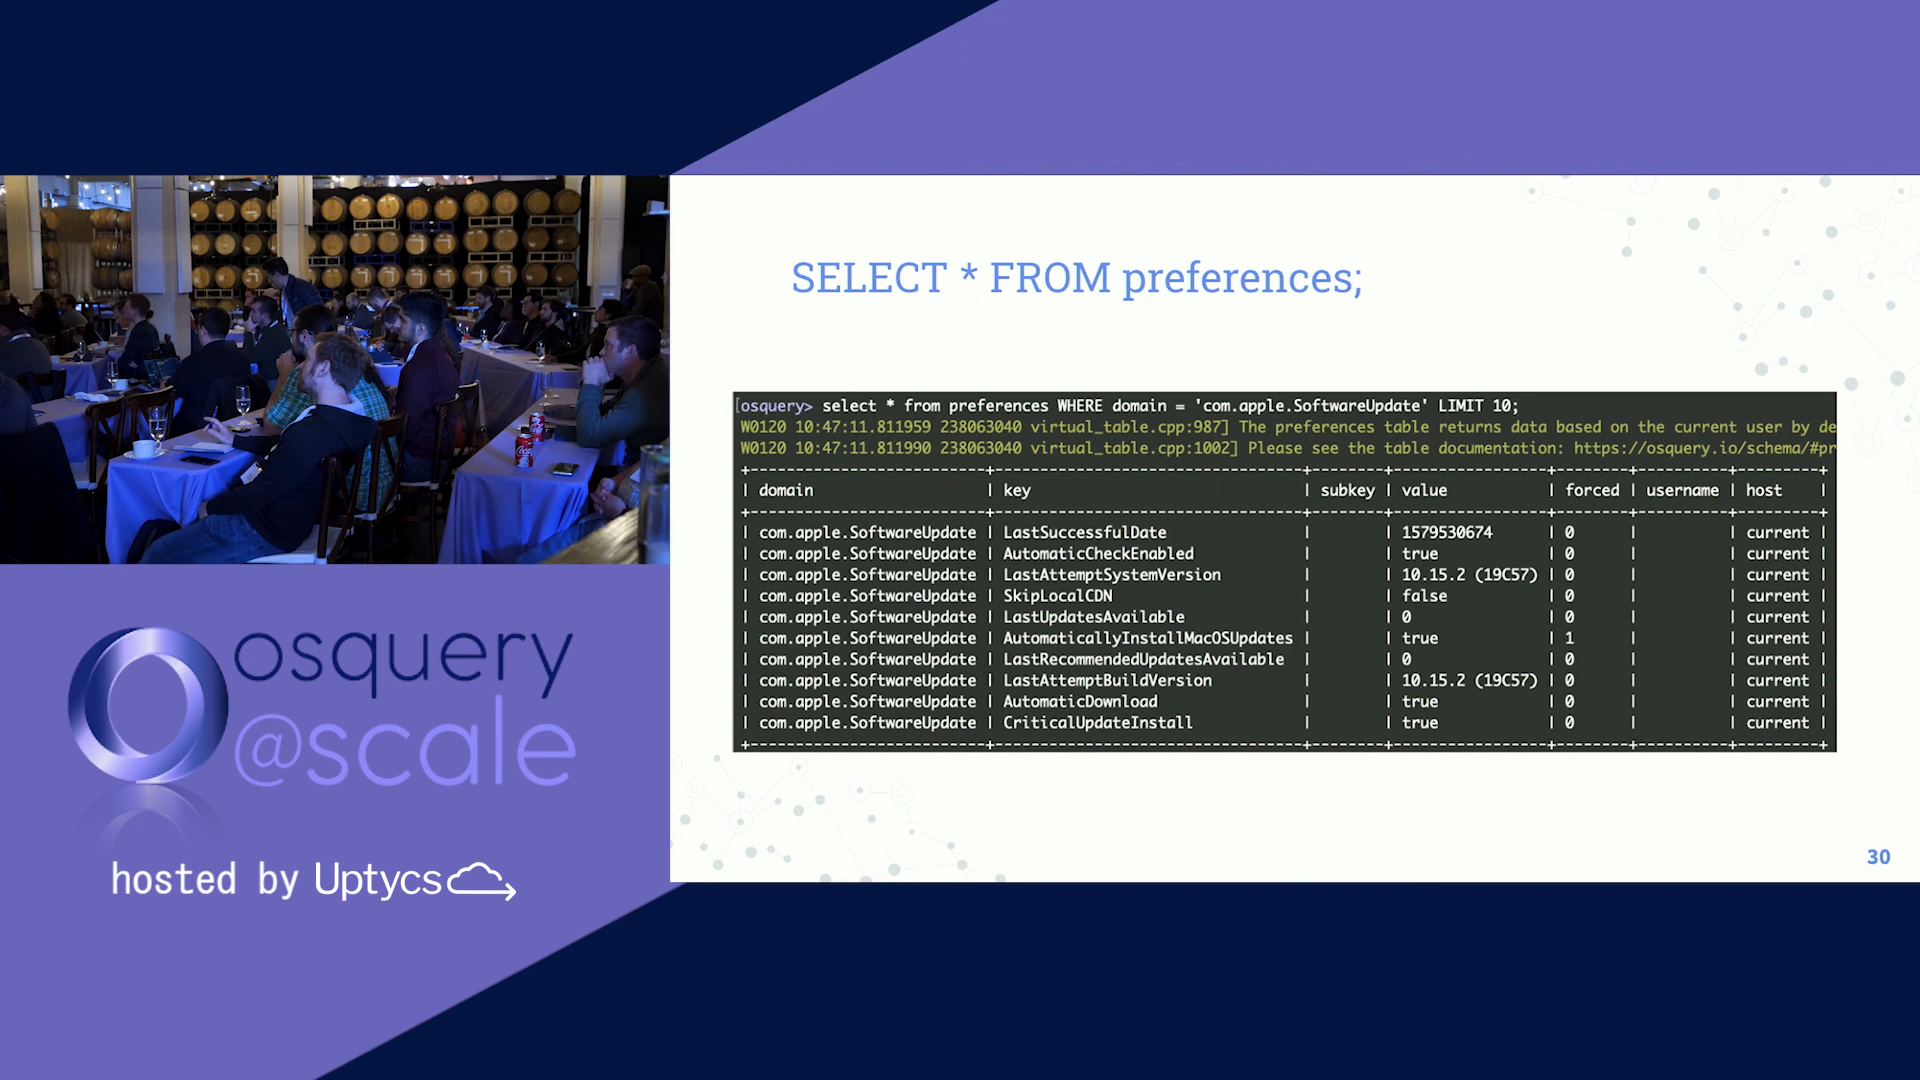 SELECT * FROM preferences;
[osquery> select * from preferences WHERE domain = 'com.apple.SoftwareUpdate' LIMIT 10;
W0120 10:47:11.811959 238063040 virtual_table.cpp:987] The preferences table returns data based on the current user by de
W0120 10:47:11.811990 238063040 virtual_table.cpp:1002] Please see the table documentation: https://osquery.io/schema/#pr
| domain | key | subkey | value | forced | username | host |
| com.apple.SoftwareUpdate | LastSuccessfulDate | | 1579530674 | 0 | | current |
| com.apple.SoftwareUpdate | AutomaticCheckEnabled | | true | 0 | | current |
| com.apple.SoftwareUpdate | LastAttemptSystemVersion | | 10.15.2 (19C57) | 0 | | current |
| com.apple.SoftwareUpdate | SkipLocalCDN | | false | 0 | | current |
| com.apple.SoftwareUpdate | LastUpdatesAvailable | | 0 | 0 | | current |
| com.apple.SoftwareUpdate | AutomaticallyInstallMacOSUpdates | | true | 1 | | current |
| com.apple.SoftwareUpdate | LastRecommendedUpdatesAvailable | | 0 | 0 | | current |
| com.apple.SoftwareUpdate | LastAttemptBuildVersion | | 10.15.2 (19C57) | 0 | | current |
| com.apple.SoftwareUpdate | AutomaticDownload | | true | 0 | | current |
| com.apple.SoftwareUpdate | CriticalUpdateInstall | | true | 0 | | current |
30
osquery
@scale
hosted by Uptycs